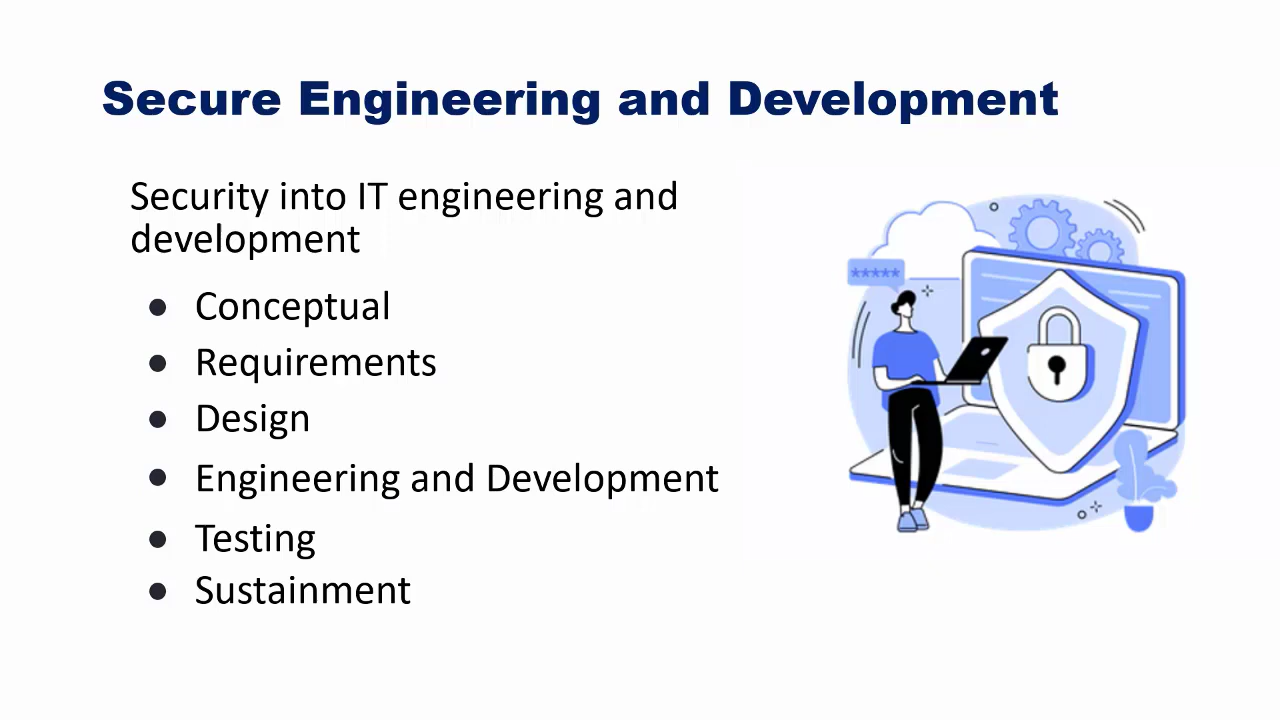 Secure Engineering and Development
Security into IT engineering and
development
● Conceptual
● Requirements
● Design
● Engineering and Development
● Testing
● Sustainment
*****